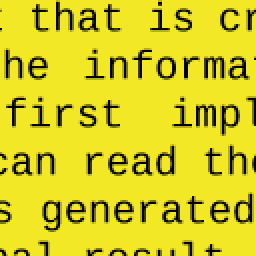 t that is cr
he informat
first impl
can read the
s generated
nal result